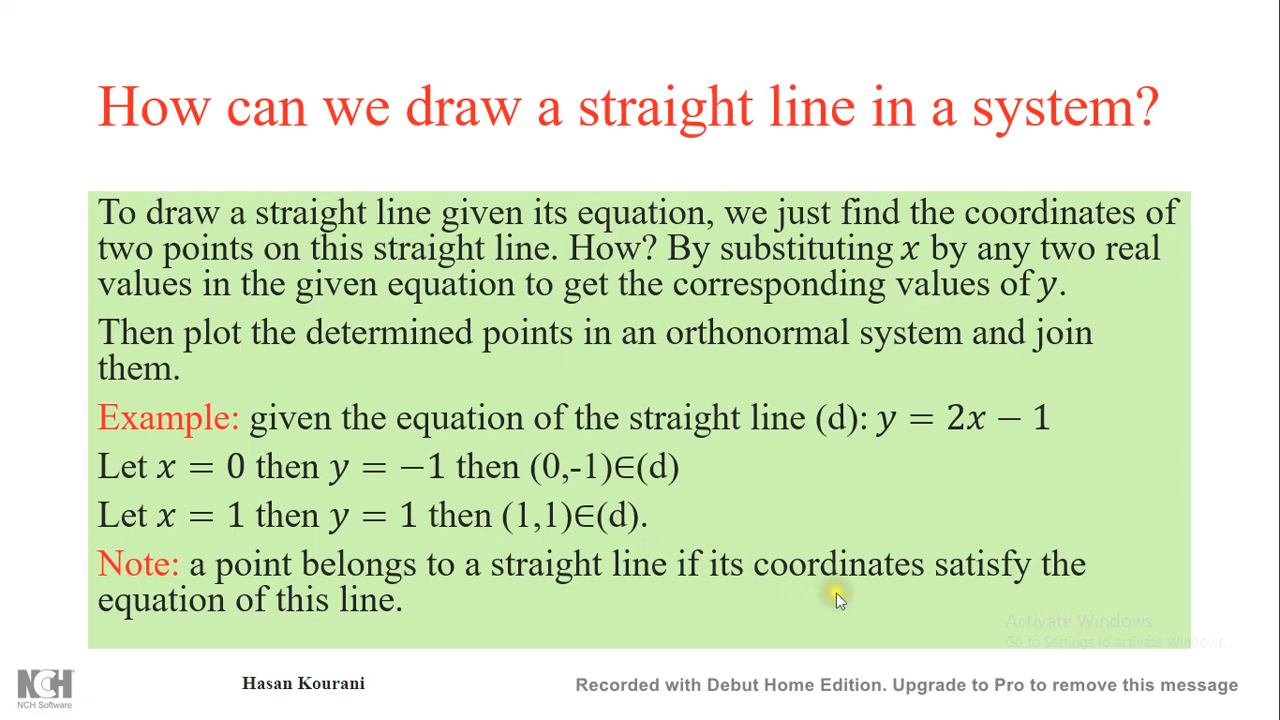 How can we draw a straight line in a system?
To draw a straight line given its equation, we just find the coordinates of
two points on this straight line. How? By substituting x by any two real
values in the given equation to get the corresponding values of y.
Then plot the determined points in an orthonormal system and join
them.
Example: given the equation of the straight line (d): y = 2x − 1
Let x = 0 then y = −1 then (0,-1)∈(d)
Let x = 1 then y = 1 then (1,1)∈(d).
Note: a point belongs to a straight line if its coordinates satisfy the
equation of this line.
Activate Windows
Go to Settings to activate Windows.
NCH
NCH Software
Hasan Kourani
Recorded with Debut Home Edition. Upgrade to Pro to remove this message